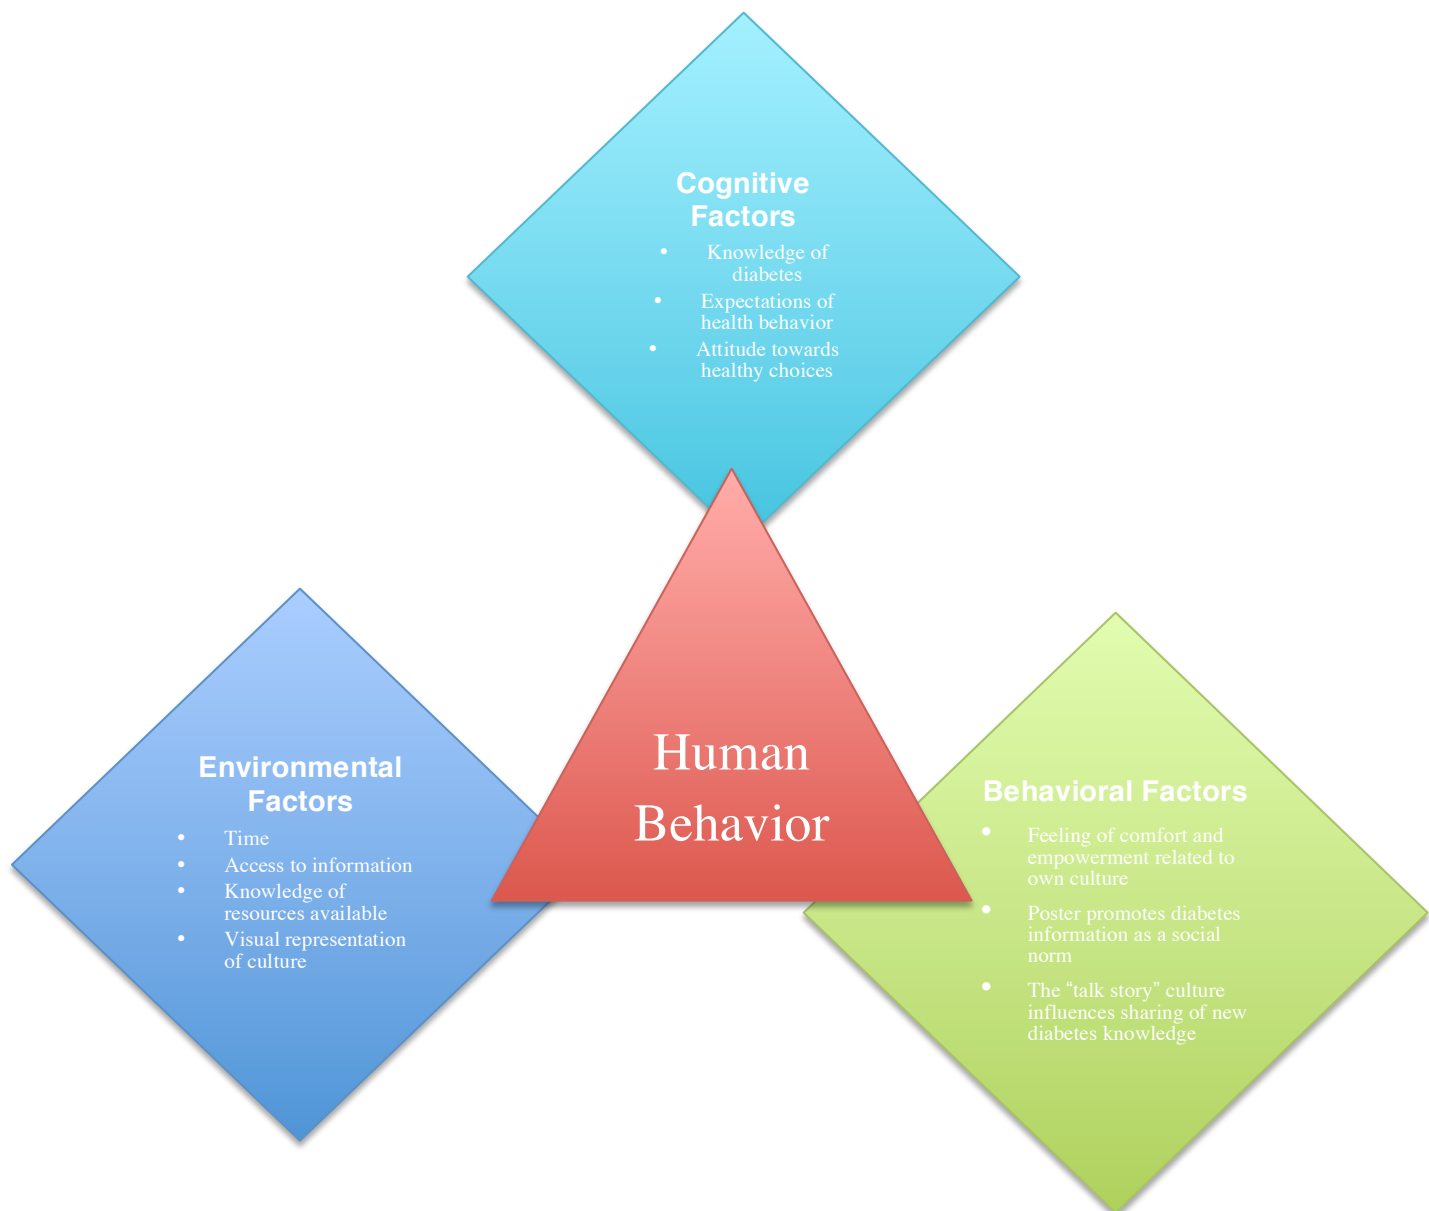 Cognitive
Factors
• Knowledge of
diabetes
• Expectations of
health behavior
• Attitude towards
healthy choices
Human
Behavior
Environmental
Factors
• Time
• Access to information
• Knowledge of
resources available
• Visual representation
of culture
Behavioral Factors
• Feeling of comfort and
empowerment related to
own culture
• Poster promotes diabetes
information as a social
norm
• The “talk story” culture
influences sharing of new
diabetes knowledge